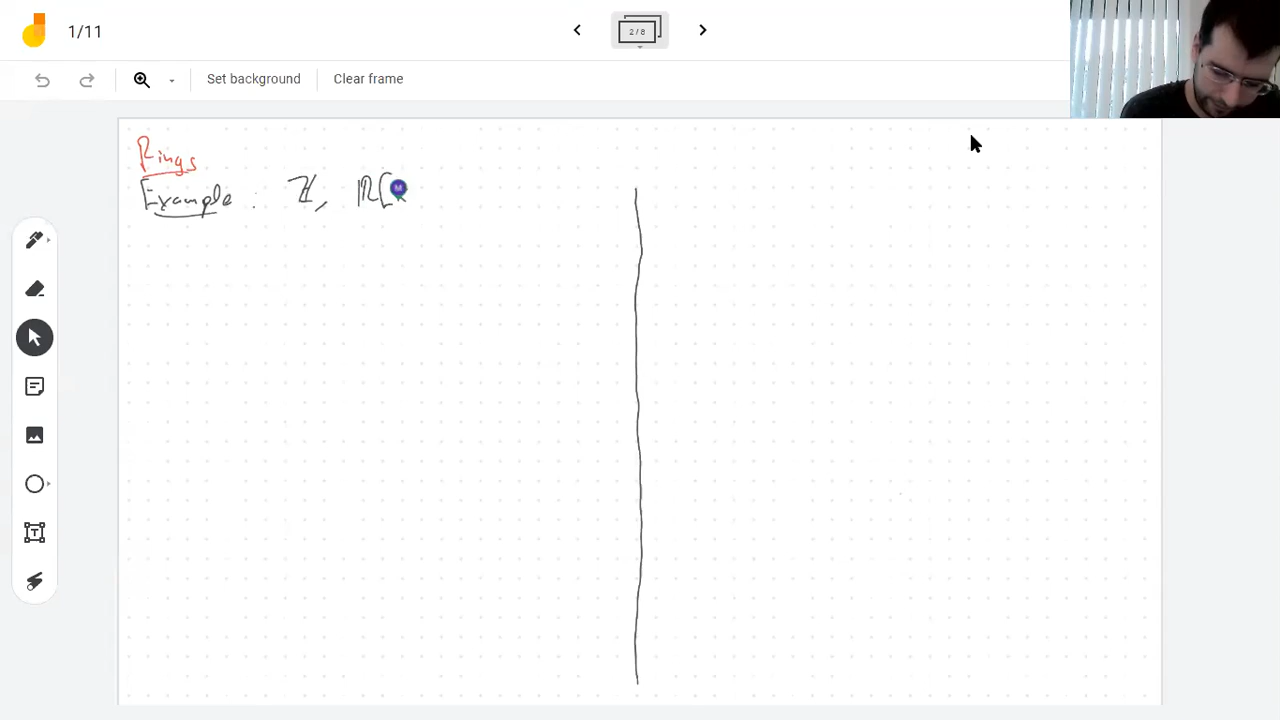 1/11
2 / 8
Set background
Clear frame
Rings
Example : ℤ, ℝ[
M
T